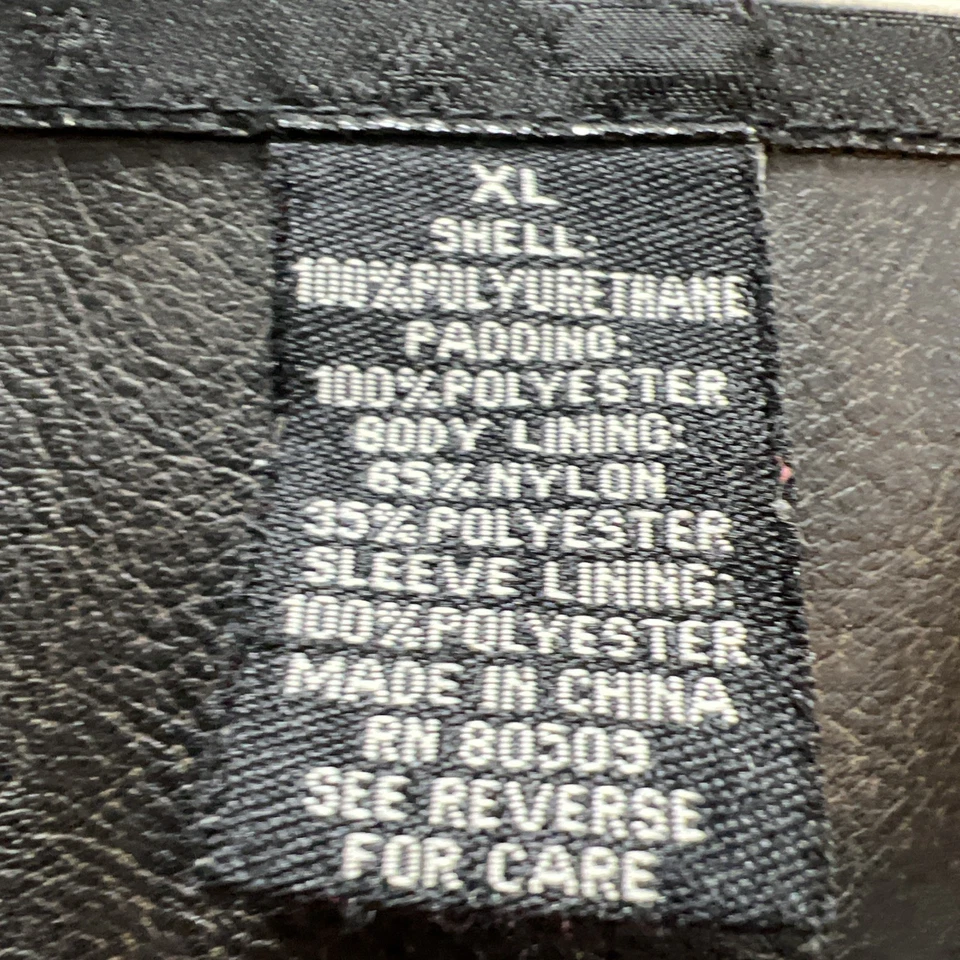 XL
SHELL:
100%POLYURETHANE
PADDING:
100%POLYESTER
BODY LINING:
65%NYLON
35%POLYESTER
SLEEVE LINING:
100%POLYESTER
MADE IN CHINA
RN 80509
SEE REVERSE
FOR CARE